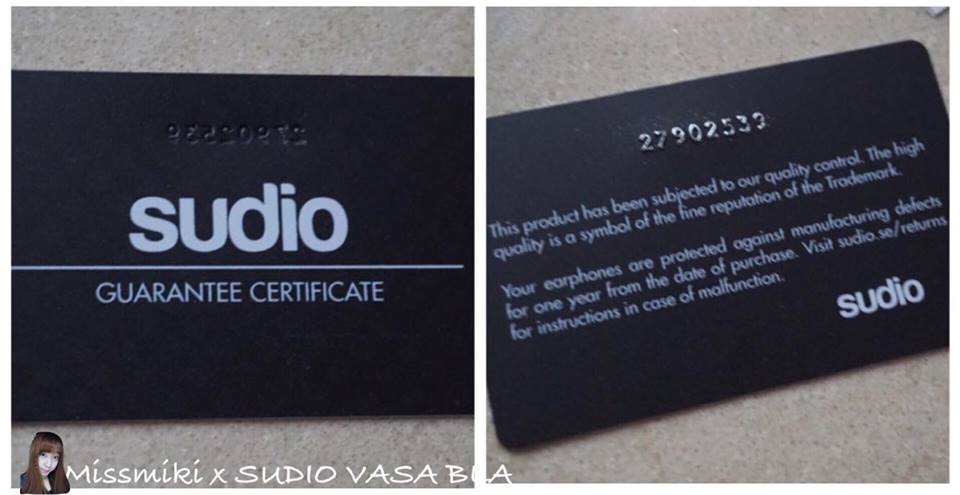 sudio
GUARANTEE CERTIFICATE
27902539
This product has been subjected to our quality control. The high
quality is a symbol of the fine reputation of the Trademark.
Your earphones are protected against manufacturing defects
for one year from the date of purchase. Visit sudio.se/returns
for instructions in case of malfunction.
sudio
Missmiki x SUDIO VASA BLA